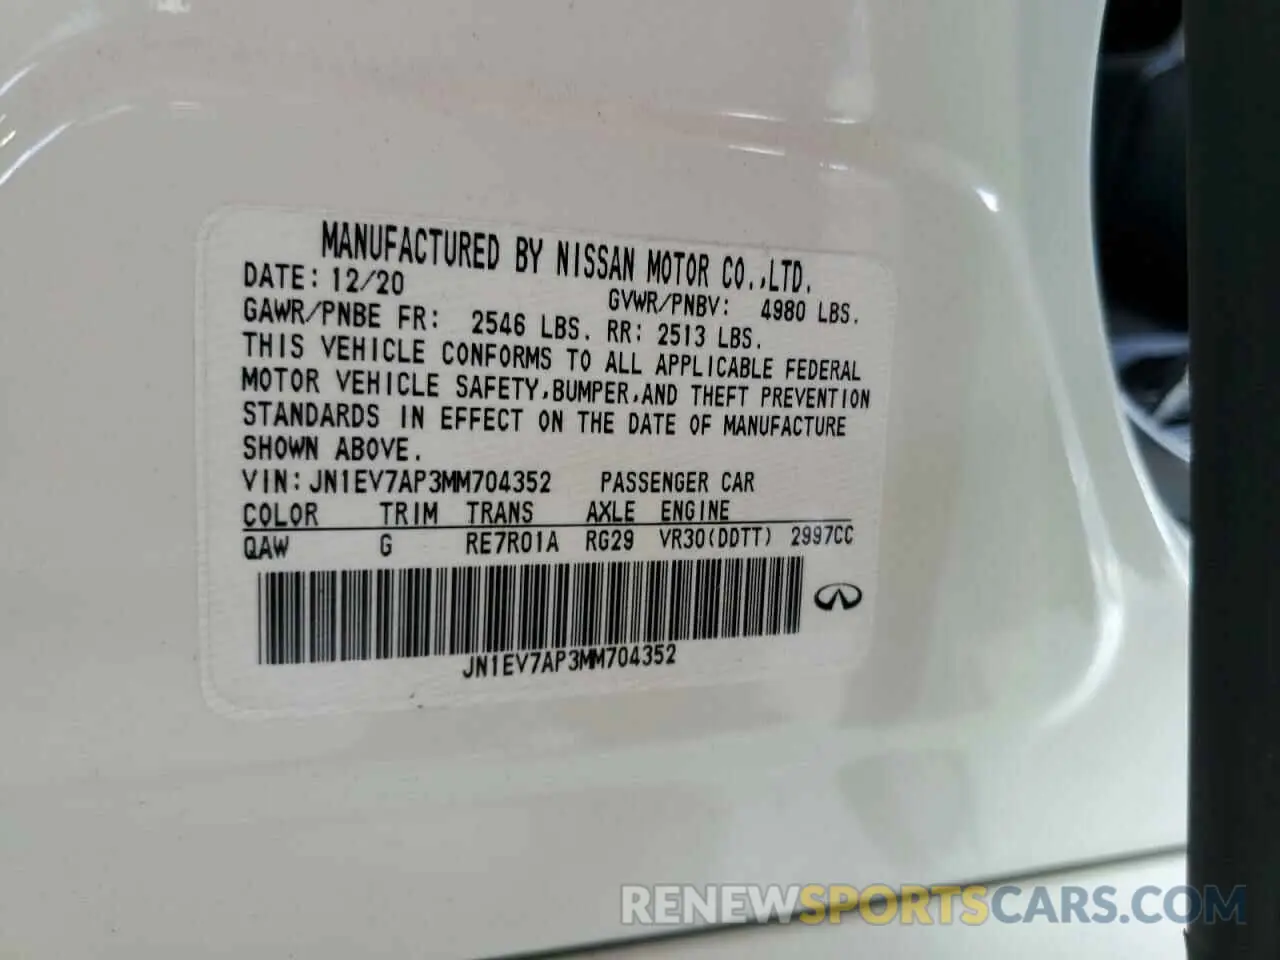 MANUFACTURED BY NISSAN MOTOR CO.,LTD.
DATE: 12/20 GVWR/PNBV: 4980 LBS.
GAWR/PNBE FR: 2546 LBS. RR: 2513 LBS.
THIS VEHICLE CONFORMS TO ALL APPLICABLE FEDERAL
MOTOR VEHICLE SAFETY,BUMPER,AND THEFT PREVENTION
STANDARDS IN EFFECT ON THE DATE OF MANUFACTURE
SHOWN ABOVE.
VIN:JN1EV7AP3MM704352 PASSENGER CAR
COLOR TRIM TRANS AXLE ENGINE
QAW G RE7R01A RG29 VR30(DDTT) 2997CC
JN1EV7AP3MM704352
RENEWSPORTSCARS.COM